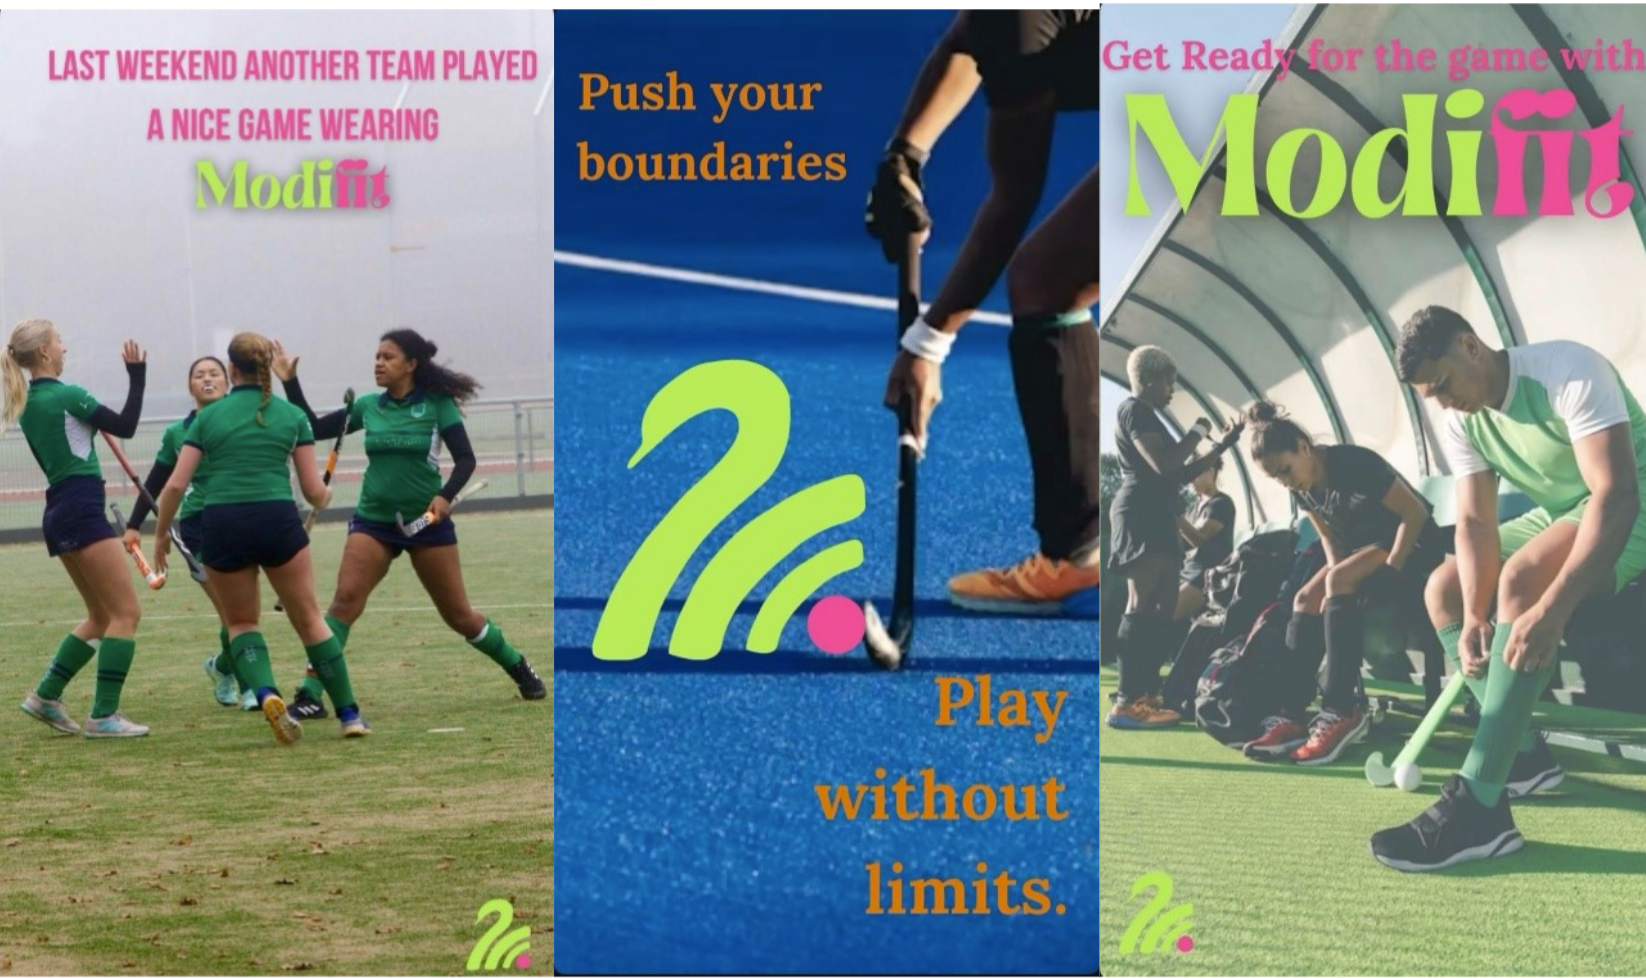 LAST WEEKEND ANOTHER TEAM PLAYED
A NICE GAME WEARING
Modifit
Push your
boundaries
Play
without
limits.
Get Ready for the game with
Modifit